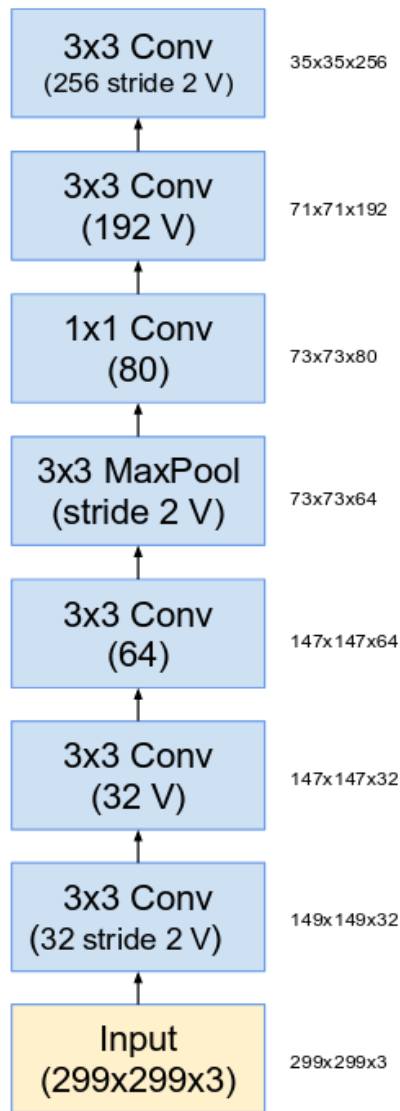 3x3 Conv
(256 stride 2 V)
35x35x256
3x3 Conv
(192 V)
71x71x192
1x1 Conv
(80)
73x73x80
3x3 MaxPool
(stride 2 V)
73x73x64
3x3 Conv
(64)
147x147x64
3x3 Conv
(32 V)
147x147x32
3x3 Conv
(32 stride 2 V)
149x149x32
Input
(299x299x3)
299x299x3